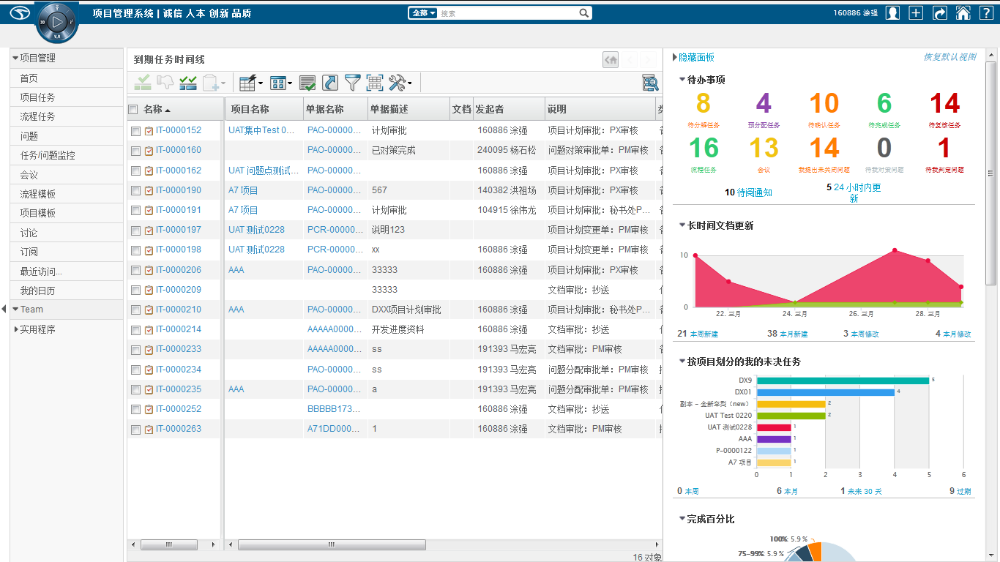 项目管理系统 | 诚信 人本 创新 品质
全部 搜索
160886 涂强
项目管理
首页
项目任务
流程任务
问题
任务/问题监控
会议
流程模板
项目模板
讨论
订阅
最近访问...
我的日历
Team
实用程序
到期任务时间线
名称 项目名称 单据名称 单据描述 文档 发起者 说明
IT-0000152 UAT集中Test 0... PAO-00000... 计划审批 160886 涂强 项目计划审批：PX审核
IT-0000160 PAO-00000... 已对策完成 240095 杨石松 问题对策审批单：PM审核
IT-0000162 UAT 问题点测试... PAO-00000... 160886 涂强 项目计划审批：PX审核
IT-0000190 A7 项目 PAO-00000... 567 140382 洪祖场 项目计划审批：PX审核
IT-0000191 A7 项目 PAO-00000... 计划审批 104915 徐伟龙 项目计划审批：秘书处P...
IT-0000197 UAT 测试0228 PCR-00000... 说明123 项目计划变更单：PM审核
IT-0000198 UAT 测试0228 PCR-00000... xx 160886 涂强 项目计划变更单：PM审核
IT-0000206 AAA PAO-00000... 33333 160886 涂强 项目计划审批：PX审核
IT-0000209 33333 文档审批：抄送
IT-0000210 AAA PAO-00000... DXX项目计划审批 160886 涂强 项目计划审批：秘书处P...
IT-0000214 AAAAA0000... 开发进度资料 160886 涂强 文档审批：抄送
IT-0000233 AAAAA0000... ss 191393 马宏亮 文档审批：PM审核
IT-0000234 PAO-00000... ss 191393 马宏亮 问题分配审批单：PM审核
IT-0000235 AAA PAO-00000... a 191393 马宏亮 问题分配审批单：PM审核
IT-0000252 BBBBB173... 160886 涂强 文档审批：抄送
IT-0000263 A71DD000... 1 160886 涂强 文档审批：PM审核
16 对象
隐藏面板 恢复默认视图
待办事项
8 4 10 6 14
待分解任务 预分配任务 待确认任务 待完成任务 待复核任务
16 13 14 0 1
流程任务 会议 我提出未关闭问题 待我对策问题 待我判定问题
10 待阅通知 5 24 小时内更
新
长时间文档更新
10
0
22. 三月 24. 三月 26. 三月 28. 三月
21 本周新建 38 本月新建 3 本周修改 4 本月修改
按项目划分的我的未决任务
DX9 5
DX01 4
副本 - 全新车型（new） 2
UAT Test 0220 2
UAT 测试0228 1
AAA 1
P-0000122 1
A7 项目 1
0 1 2 3 4 5 6
0 本周 6 本月 1 未来 30 天 9 过期
完成百分比
100%: 5.9 %
75-99%: 5.9 %